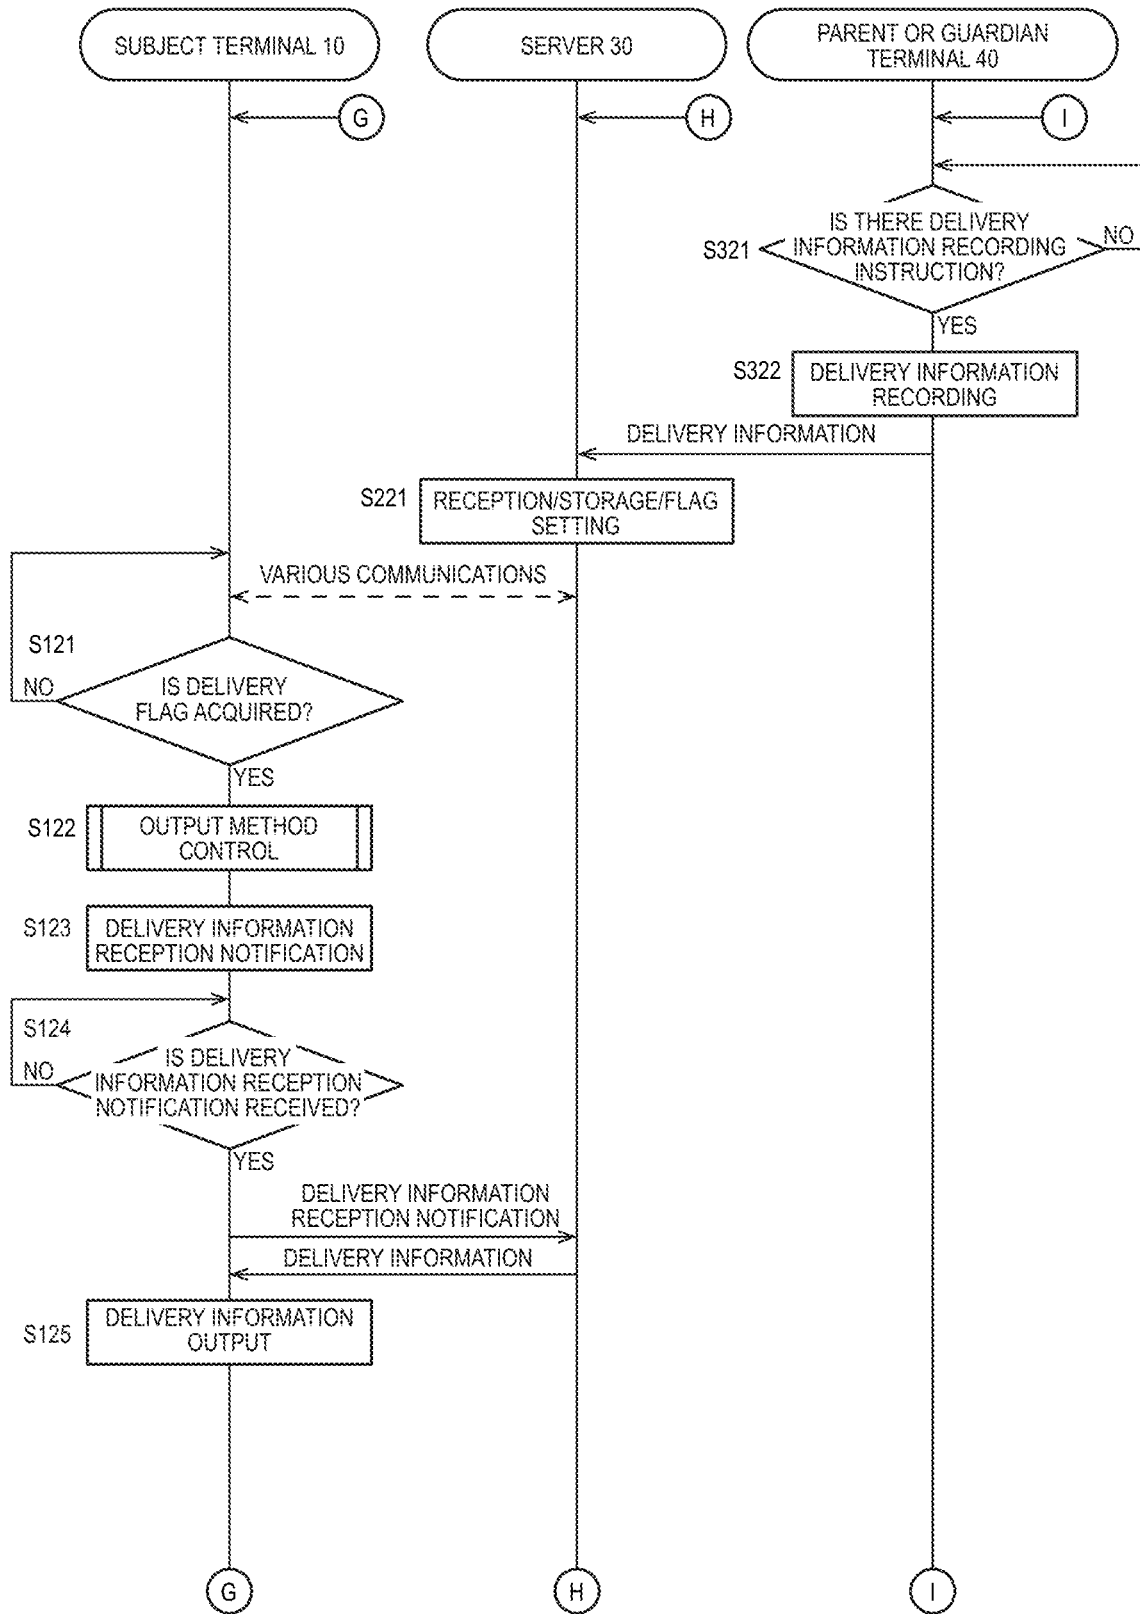 SUBJECT TERMINAL 10
SERVER 30
PARENT OR GUARDIAN
TERMINAL 40
G
H
I
IS THERE DELIVERY
INFORMATION RECORDING
INSTRUCTION?
S321
NO
YES
S322
DELIVERY INFORMATION
RECORDING
DELIVERY INFORMATION
S221
RECEPTION/STORAGE/FLAG
SETTING
VARIOUS COMMUNICATIONS
S121
NO
IS DELIVERY
FLAG ACQUIRED?
YES
S122
OUTPUT METHOD
CONTROL
S123
DELIVERY INFORMATION
RECEPTION NOTIFICATION
S124
NO
IS DELIVERY
INFORMATION RECEPTION
NOTIFICATION RECEIVED?
YES
DELIVERY INFORMATION
RECEPTION NOTIFICATION
DELIVERY INFORMATION
S125
DELIVERY INFORMATION
OUTPUT
G
H
I